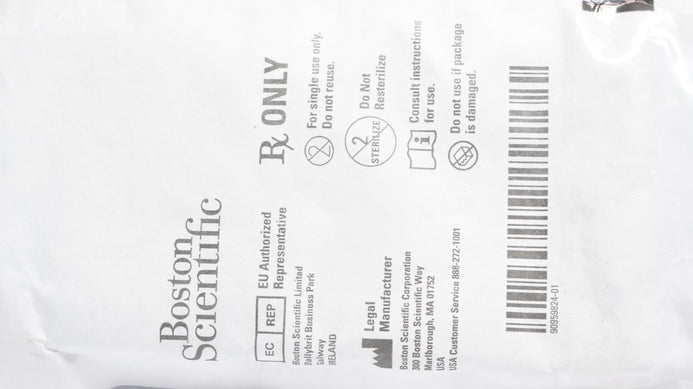 Boston
Scientific
EC REP
EU Authorized
Representative
Boston Scientific Limited
Ballybrit Business Park
Galway
IRELAND
Rx ONLY
For single use only.
Do not reuse.
Legal
Manufacturer
Boston Scientific Corporation
300 Boston Scientific Way
Marlborough, MA 01752
USA
USA Customer Service 888-272-1001
2
STERILIZE
Do Not
Resterilize
2
i
Consult instructions
for use.
Do not use if package
is damaged.
90959824-01